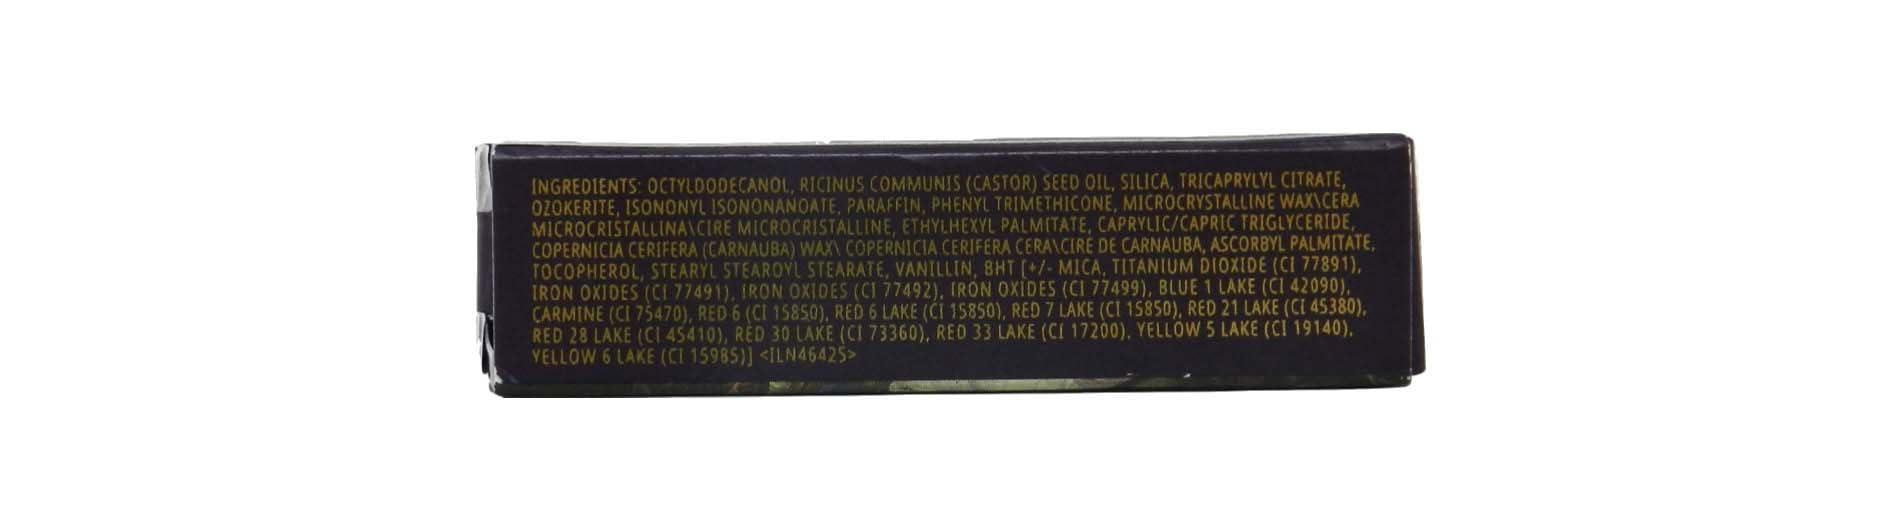 INGREDIENTS: OCTYLDODECANOL, RICINUS COMMUNIS (CASTOR) SEED OIL, SILICA, TRICAPRYLYL CITRATE,
OZOKERITE, ISONONYL ISONONANOATE, PARAFFIN, PHENYL TRIMETHICONE, MICROCRYSTALLINE WAX\CERA
MICROCRISTALLINA\CIRE MICROCRISTALLINE, ETHYLHEXYL PALMITATE, CAPRYLIC/CAPRIC TRIGLYCERIDE,
COPERNICIA CERIFERA (CARNAUBA) WAX\ COPERNICIA CERIFERA CERA\CIRE DE CARNAUBA, ASCORBYL PALMITATE,
TOCOPHEROL, STEARYL STEAROYL STEARATE, VANILLIN, BHT [+/- MICA, TITANIUM DIOXIDE (CI 77891),
IRON OXIDES (CI 77491), IRON OXIDES (CI 77492), IRON OXIDES (CI 77499), BLUE 1 LAKE (CI 42090),
CARMINE (CI 75470), RED 6 (CI 15850), RED 6 LAKE (CI 15850), RED 7 LAKE (CI 15850), RED 21 LAKE (CI 45380),
RED 28 LAKE (CI 45410), RED 30 LAKE (CI 73360), RED 33 LAKE (CI 17200), YELLOW 5 LAKE (CI 19140),
YELLOW 6 LAKE (CI 15985)] <ILN46425>